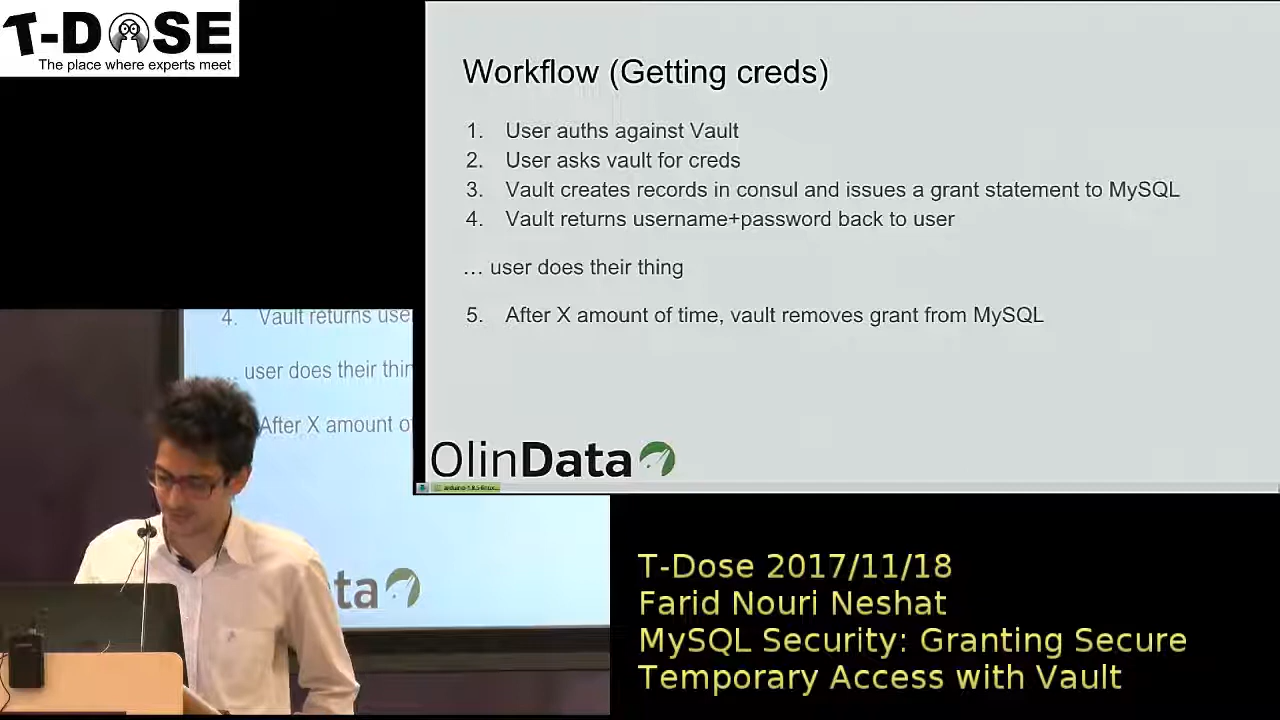 T-DOSE
The place where experts meet
Workflow (Getting creds)
1. User auths against Vault
2. User asks vault for creds
3. Vault creates records in consul and issues a grant statement to MySQL
4. Vault returns username+password back to user
… user does their thing
5. After X amount of time, vault removes grant from MySQL
OlinData
4. Vault returns use
user does their thin
After X amount o
ta
T-Dose 2017/11/18
Farid Nouri Neshat
MySQL Security: Granting Secure
Temporary Access with Vault